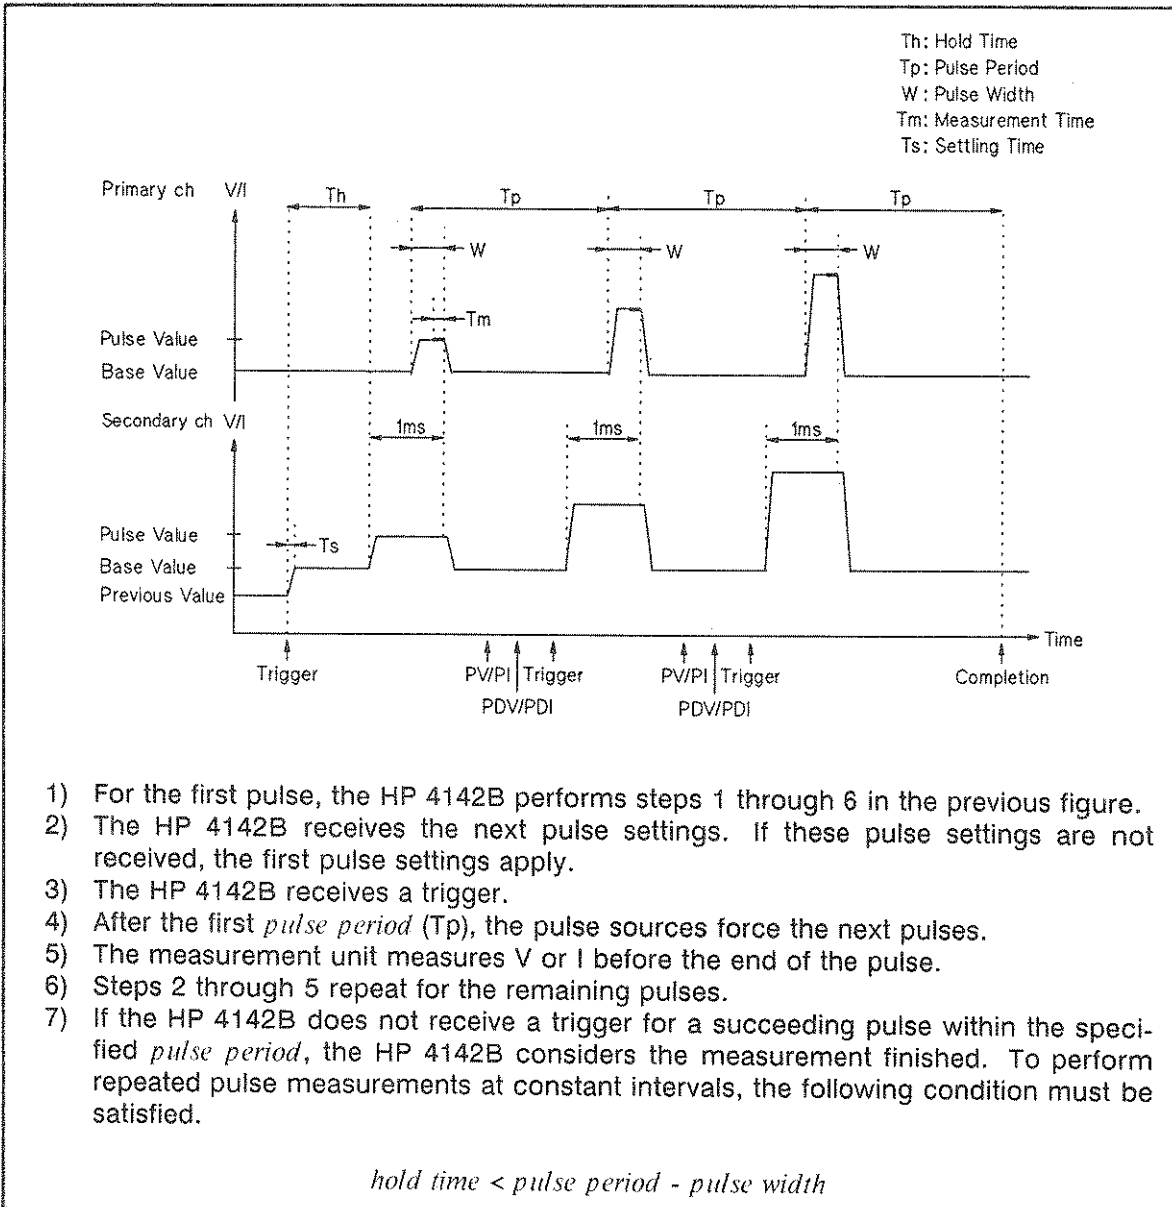 Th: Hold Time
Tp: Pulse Period
W : Pulse Width
Tm: Measurement Time
Ts: Settling Time
Primary ch V/I
Th
Tp
Tp
Tp
W
W
W
Tm
Pulse Value
Base Value
Secondary ch V/I
1ms
1ms
1ms
Pulse Value
Ts
Base Value
Previous Value
Time
Trigger
PV/PI
Trigger
PV/PI
Trigger
Completion
PDV/PDI
PDV/PDI
1) For the first pulse, the HP 4142B performs steps 1 through 6 in the previous figure.
2) The HP 4142B receives the next pulse settings. If these pulse settings are not
received, the first pulse settings apply.
3) The HP 4142B receives a trigger.
4) After the first pulse period (Tp), the pulse sources force the next pulses.
5) The measurement unit measures V or I before the end of the pulse.
6) Steps 2 through 5 repeat for the remaining pulses.
7) If the HP 4142B does not receive a trigger for a succeeding pulse within the speci-
fied pulse period, the HP 4142B considers the measurement finished. To perform
repeated pulse measurements at constant intervals, the following condition must be
satisfied.
hold time < pulse period - pulse width